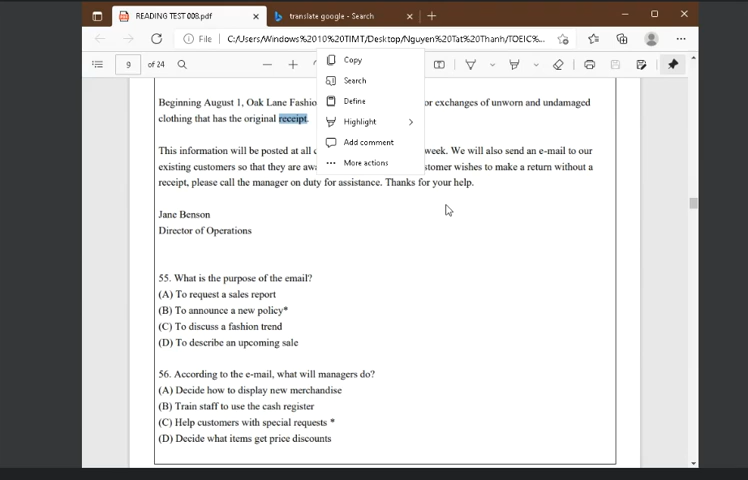 READING TEST 008.pdf
translate google - Search
File
C:/Users/Windows%2010%20TIMT/Desktop/Nguyen%20Tat%20Thanh/TOEIC%...
9 of 24
Copy
Search
Define
Highlight
Add comment
More actions
Beginning August 1, Oak Lane Fashio or exchanges of unworn and undamaged
clothing that has the original receipt.
This information will be posted at all week. We will also send an e-mail to our
existing customers so that they are awa stomer wishes to make a return without a
receipt, please call the manager on duty for assistance. Thanks for your help.
Jane Benson
Director of Operations
55. What is the purpose of the email?
(A) To request a sales report
(B) To announce a new policy*
(C) To discuss a fashion trend
(D) To describe an upcoming sale
56. According to the e-mail, what will managers do?
(A) Decide how to display new merchandise
(B) Train staff to use the cash register
(C) Help customers with special requests *
(D) Decide what items get price discounts